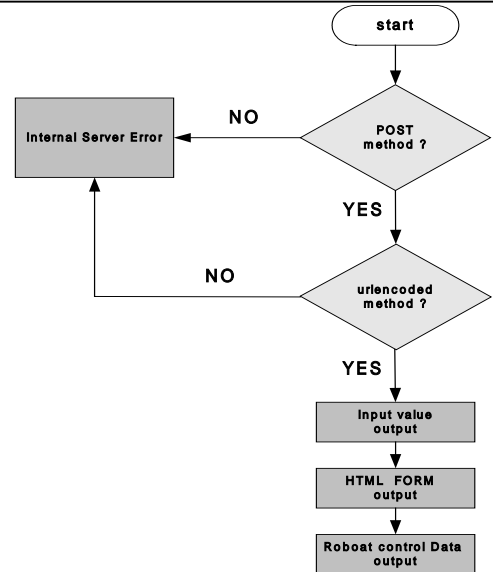 start
POST
method ?
NO
Internal Server Error
YES
urlencoded
method ?
NO
YES
Input value
output
HTML FORM
output
Roboat control Data
output